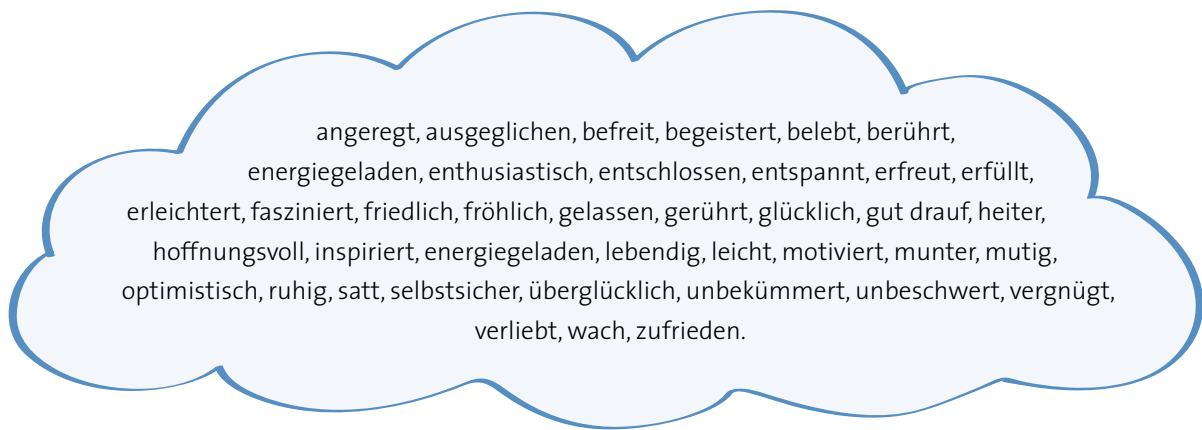 angeregt, ausgeglichen, befreit, begeistert, belebt, berührt,
energiegeladen, enthusiastisch, entschlossen, entspannt, erfreut, erfüllt,
erleichtert, fasziniert, friedlich, fröhlich, gelassen, gerührt, glücklich, gut drauf, heiter,
hoffnungsvoll, inspiriert, energiegeladen, lebendig, leicht, motiviert, munter, mutig,
optimistisch, ruhig, satt, selbstsicher, überglücklich, unbekümmert, unbeschwert, vergnügt,
verliebt, wach, zufrieden.